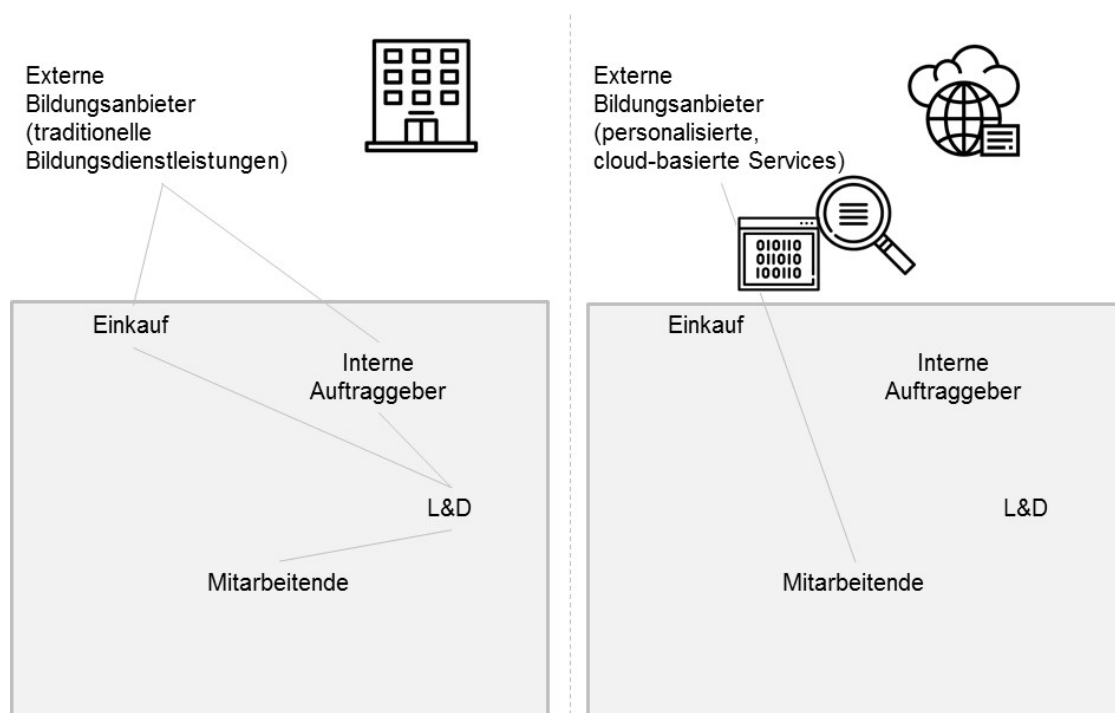 Externe
Bildungsanbieter
(traditionelle
Bildungsdienstleistungen)
Einkauf
Interne
Auftraggeber
L&D
Mitarbeitende
Externe
Bildungsanbieter
(personalisierte,
cloud-basierte Services)
010110
011010
100110
Einkauf
Interne
Auftraggeber
L&D
Mitarbeitende